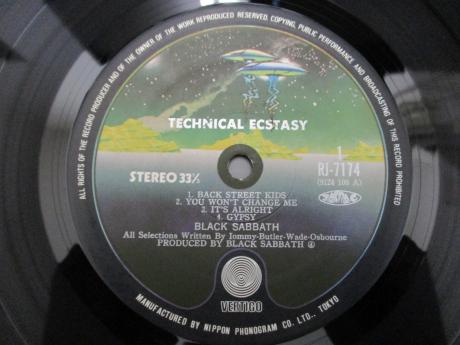 ALL RIGHTS OF THE RECORD PRODUCER AND OF THE OWNER OF THE WORK REPRODUCED RESERVED. COPYING, PUBLIC PERFORMANCE AND BROADCASTING OF THIS RECORD PROHIBITED
TECHNICAL ECSTASY
1
STEREO 33⅓
RJ-7174
(9124 100 A)
1. BACK STREET KIDS
2. YOU WON'T CHANGE ME
3. IT'S ALRIGHT
4. GYPSY
BLACK SABBATH
All Selections Written By Iommy-Butler-Wade-Osbourne
PRODUCED BY BLACK SABBATH
VERTIGO
MANUFACTURED BY NIPPON PHONOGRAM CO. LTD., TOKYO